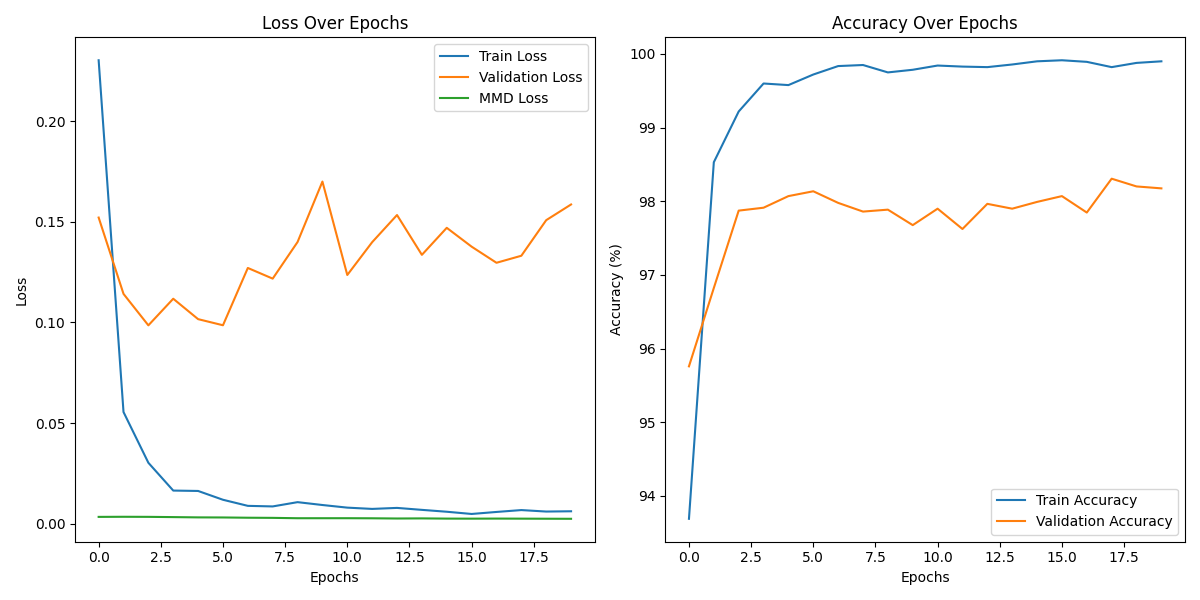 Loss Over Epochs
Loss
0.20
0.15
0.10
0.05
0.00
Train Loss
Validation Loss
MMD Loss
0.0 2.5 5.0 7.5 10.0 12.5 15.0 17.5
Epochs
Accuracy Over Epochs
Accuracy (%)
100
99
98
97
96
95
94
Train Accuracy
Validation Accuracy
0.0 2.5 5.0 7.5 10.0 12.5 15.0 17.5
Epochs